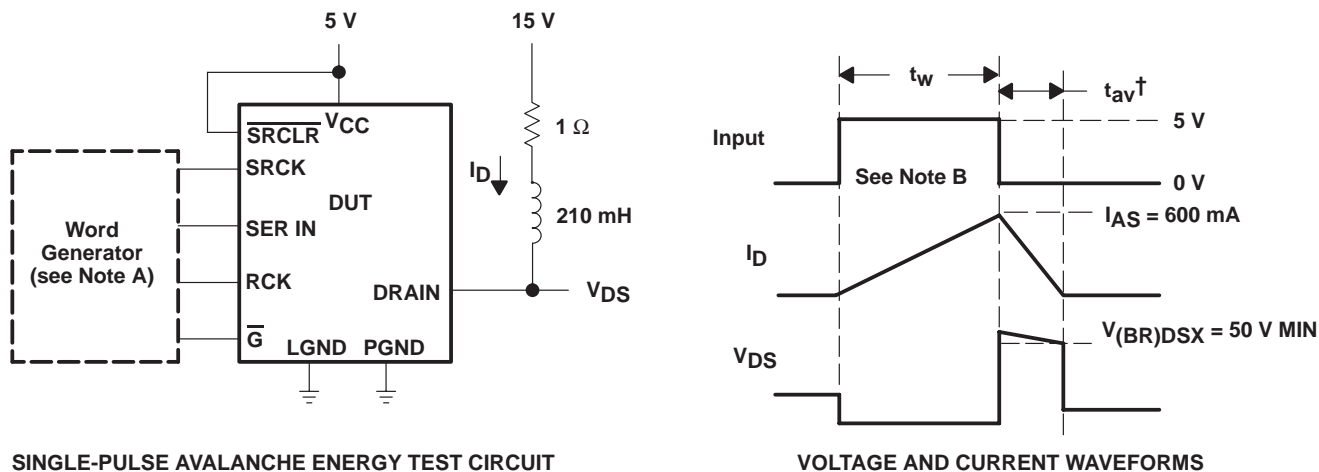 5 V
15 V
SRCLR
VCC
SRCK
DUT
SER IN
RCK
DRAIN
G
LGND
PGND
Word
Generator
(see Note A)
1 Ω
ID
210 mH
VDS
SINGLE-PULSE AVALANCHE ENERGY TEST CIRCUIT
tw
tav†
Input
5 V
See Note B
0 V
IAS = 600 mA
ID
V(BR)DSX = 50 V MIN
VDS
VOLTAGE AND CURRENT WAVEFORMS